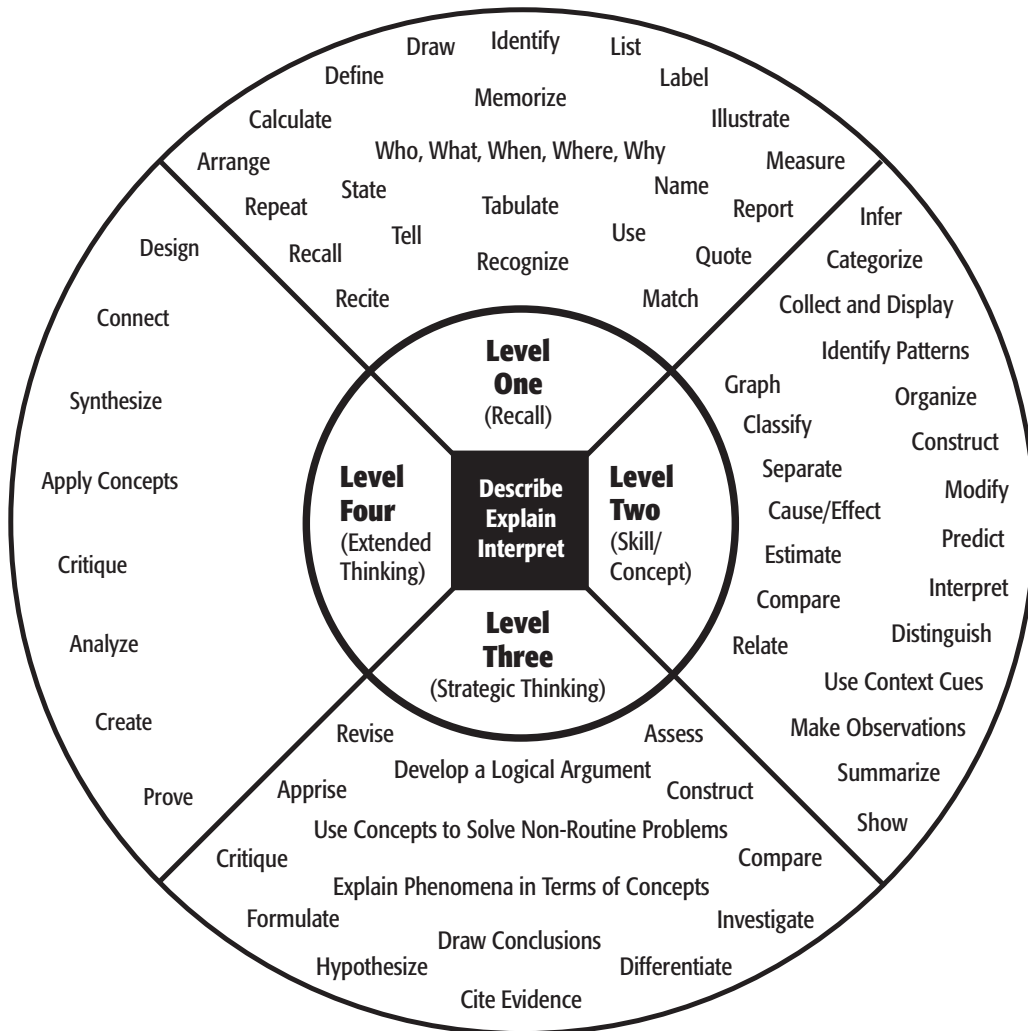 Draw
Identify
List
Define
Label
Memorize
Calculate
Illustrate
Who, What, When, Where, Why
Arrange
Measure
State
Name
Repeat
Tabulate
Report
Tell
Use
Recall
Recognize
Quote
Recite
Match
Level
One
(Recall)
Infer
Categorize
Collect and Display
Identify Patterns
Graph
Organize
Classify
Construct
Separate
Modify
Cause/Effect
Predict
Estimate
Interpret
Compare
Distinguish
Relate
Use Context Cues
Make Observations
Summarize
Show
Level
Two
(Skill/
Concept)
Describe
Explain
Interpret
Level
Three
(Strategic Thinking)
Revise
Assess
Develop a Logical Argument
Apprise
Construct
Use Concepts to Solve Non-Routine Problems
Critique
Compare
Explain Phenomena in Terms of Concepts
Formulate
Investigate
Draw Conclusions
Hypothesize
Differentiate
Cite Evidence
Level
Four
(Extended
Thinking)
Design
Connect
Synthesize
Apply Concepts
Critique
Analyze
Create
Prove